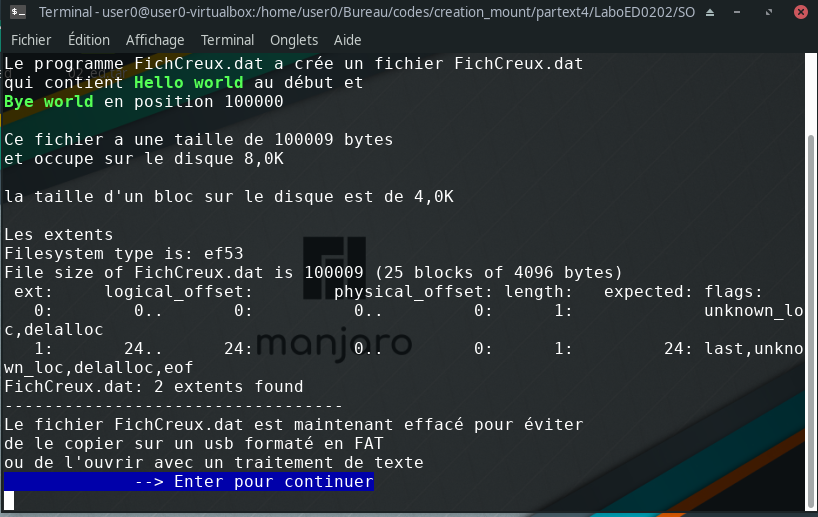 Terminal - user0@user0-virtualbox:/home/user0/Bureau/codes/creation_mount/partext4/LaboED0202/SO
Fichier Édition Affichage Terminal Onglets Aide
Le programme FichCreux.dat a crée un fichier FichCreux.dat
qui contient Hello world au début et
Bye world en position 100000
Ce fichier a une taille de 100009 bytes
et occupe sur le disque 8,0K
la taille d'un bloc sur le disque est de 4,0K
Les extents
Filesystem type is: ef53
File size of FichCreux.dat is 100009 (25 blocks of 4096 bytes)
ext: logical_offset: physical_offset: length: expected: flags:
0: 0.. 0: 0.. 0: 1: unknown_lo
c,delalloc
1: 24.. 24: 0.. 0: 1: 24: last,unkno
wn_loc,delalloc,eof
FichCreux.dat: 2 extents found
----------------------------------
Le fichier FichCreux.dat est maintenant effacé pour éviter
de le copier sur un usb formaté en FAT
ou de l'ouvrir avec un traitement de texte
--> Enter pour continuer
manjaro